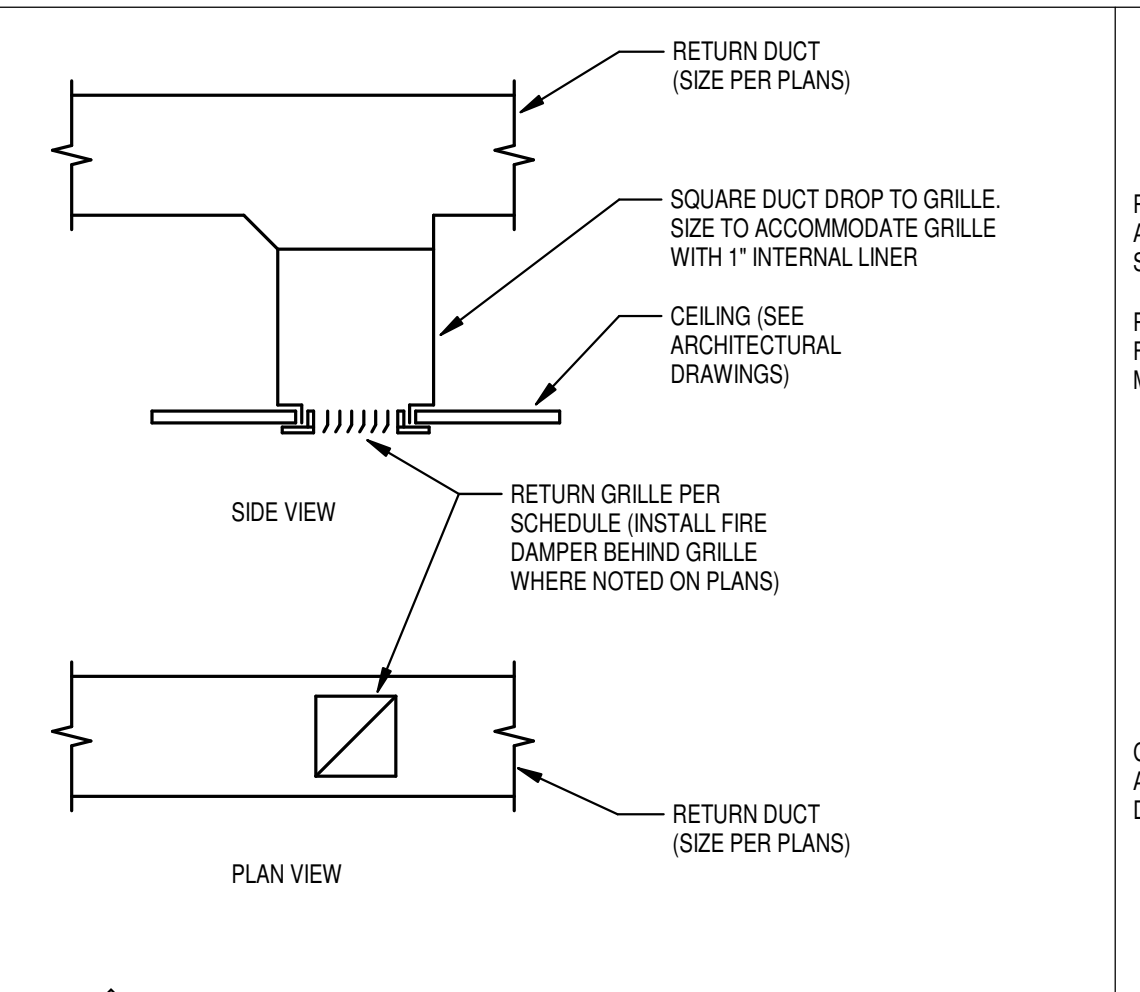 RETURN DUCT
(SIZE PER PLANS)
SQUARE DUCT DROP TO GRILLE.
SIZE TO ACCOMMODATE GRILLE
WITH 1" INTERNAL LINER
CEILING (SEE
ARCHITECTURAL
DRAWINGS)
SIDE VIEW
RETURN GRILLE PER
SCHEDULE (INSTALL FIRE
DAMPER BEHIND GRILLE
WHERE NOTED ON PLANS)
RETURN DUCT
(SIZE PER PLANS)
PLAN VIEW